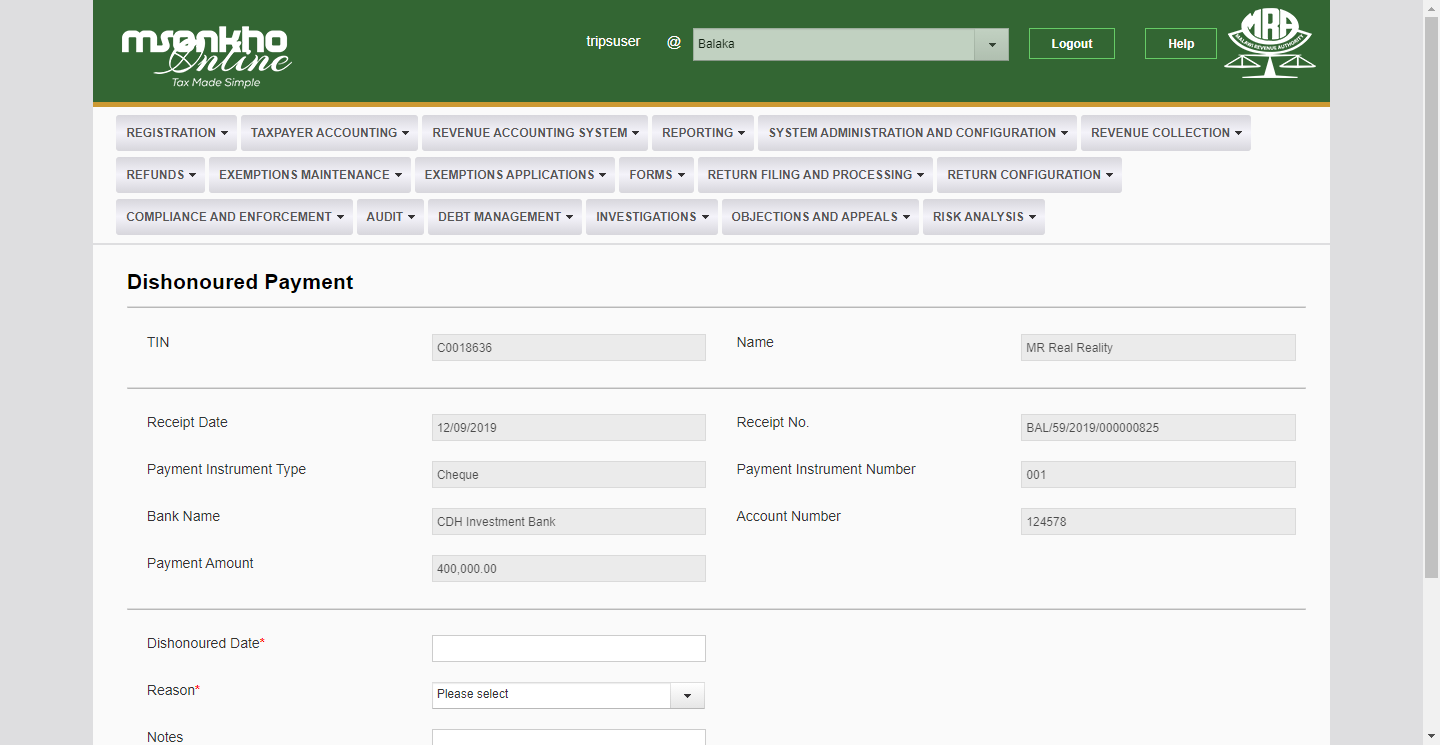 msonkho
Online
Tax Made Simple
tripsuser @ Balaka Logout Help
MRA
MALAWI REVENUE AUTHORITY
REGISTRATION TAXPAYER ACCOUNTING REVENUE ACCOUNTING SYSTEM REPORTING SYSTEM ADMINISTRATION AND CONFIGURATION REVENUE COLLECTION
REFUNDS EXEMPTIONS MAINTENANCE EXEMPTIONS APPLICATIONS FORMS RETURN FILING AND PROCESSING RETURN CONFIGURATION
COMPLIANCE AND ENFORCEMENT AUDIT DEBT MANAGEMENT INVESTIGATIONS OBJECTIONS AND APPEALS RISK ANALYSIS
Dishonoured Payment
TIN C0018636 Name MR Real Reality
Receipt Date 12/09/2019 Receipt No. BAL/59/2019/000000825
Payment Instrument Type Cheque Payment Instrument Number 001
Bank Name CDH Investment Bank Account Number 124578
Payment Amount 400,000.00
Dishonoured Date*
Reason* Please select
Notes